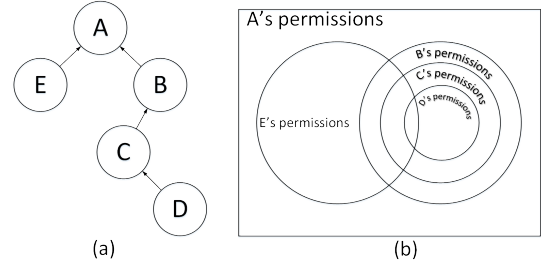 A
E
B
C
D
(a)
A's permissions
B's permissions
C's permissions
D's permissions
E's permissions
(b)